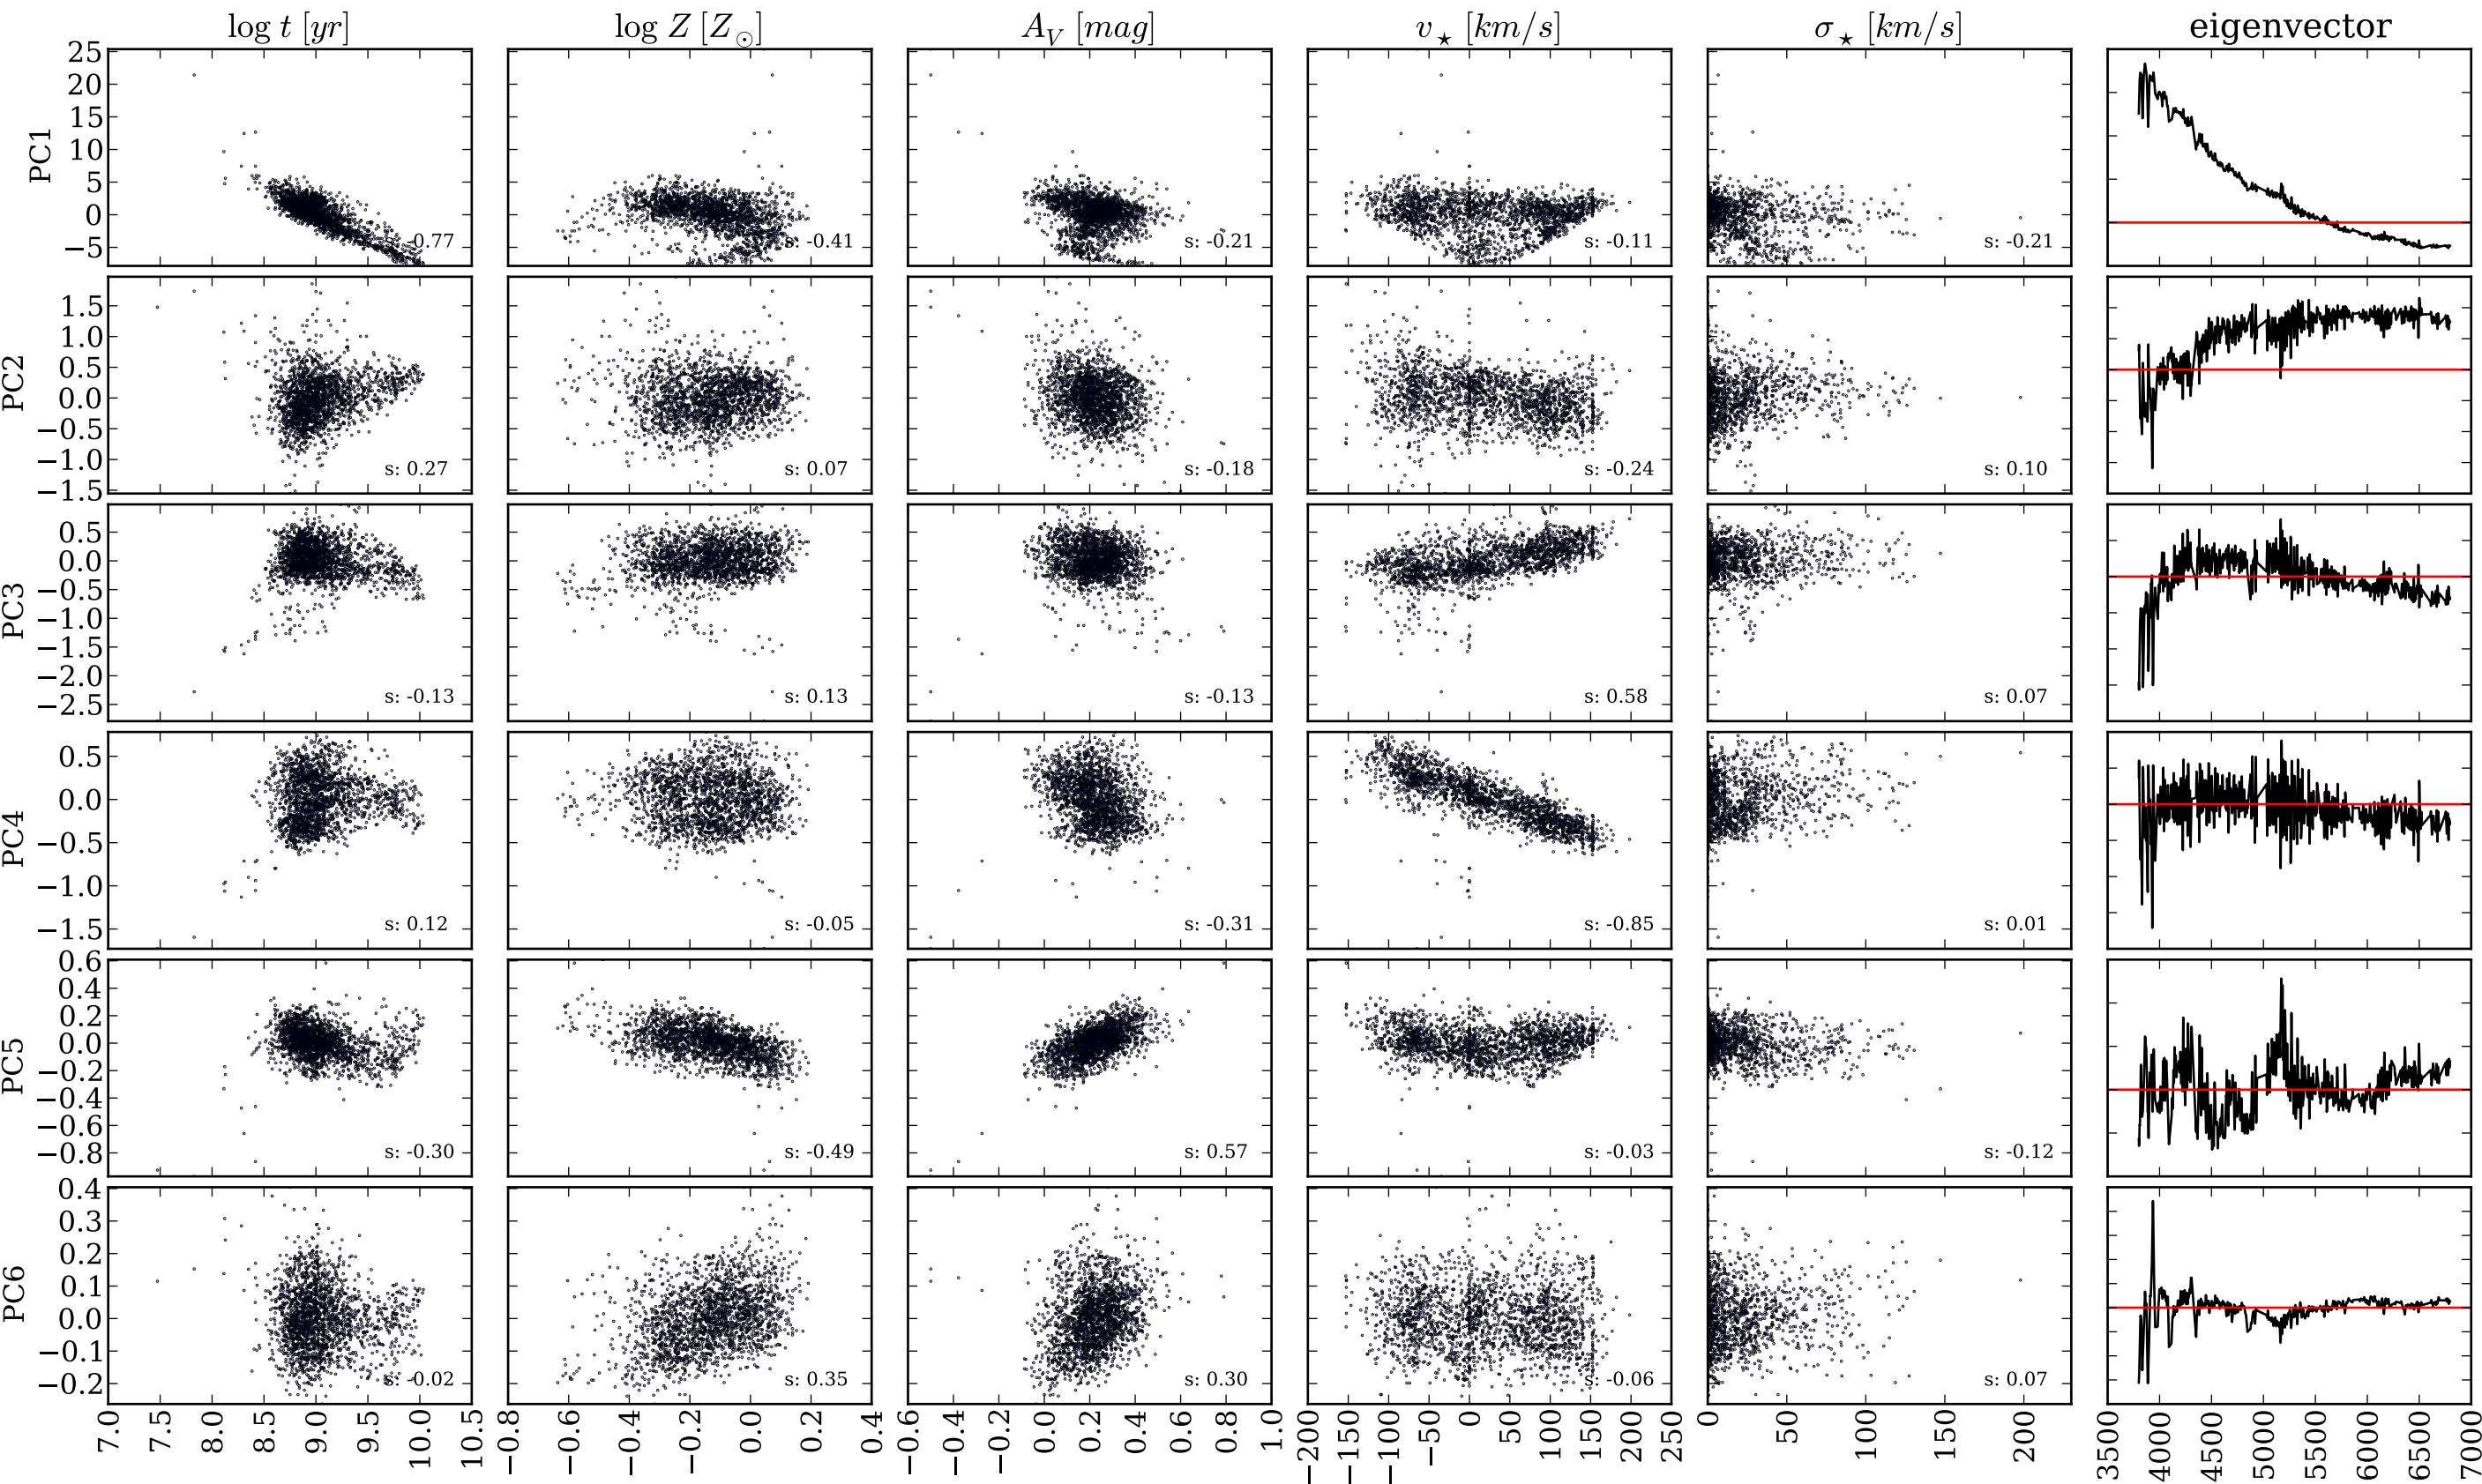 log t [yr] log Z [Z⊙] A_V [mag] v⋆ [km/s] σ⋆ [km/s] eigenvector
PC1
25
20
15
10
5
0
−5
s: -0.77 s: -0.41 s: -0.21 s: -0.11 s: -0.21
PC2
1.5
1.0
0.5
0.0
−0.5
−1.0
−1.5
s: 0.27 s: 0.07 s: -0.18 s: -0.24 s: 0.10
PC3
0.5
0.0
−0.5
−1.0
−1.5
−2.0
−2.5
s: -0.13 s: 0.13 s: -0.13 s: 0.58 s: 0.07
PC4
0.5
0.0
−0.5
−1.0
−1.5
s: 0.12 s: -0.05 s: -0.31 s: -0.85 s: 0.01
PC5
0.6
0.4
0.2
0.0
−0.2
−0.4
−0.6
−0.8
s: -0.30 s: -0.49 s: 0.57 s: -0.03 s: -0.12
PC6
0.4
0.3
0.2
0.1
0.0
−0.1
−0.2
s: -0.02 s: 0.35 s: 0.30 s: -0.06 s: 0.07
7.0 7.5 8.0 8.5 9.0 9.5 10.0 10.5
−0.8 −0.6 −0.4 −0.2 0.0 0.2 0.4
−0.6 −0.4 −0.2 0.0 0.2 0.4 0.6 0.8 1.0
−200 −150 −100 −50 0 50 100 150 200 250
0 50 100 150 200
3500 4000 4500 5000 5500 6000 6500 7000